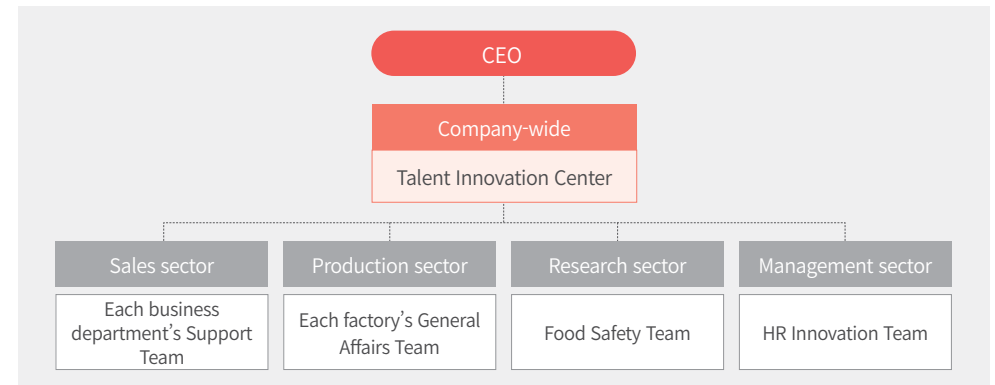 CEO
Company-wide
Talent Innovation Center
Sales sector
Production sector
Research sector
Management sector
Each business
department’s Support
Team
Each factory’s General
Affairs Team
Food Safety Team
HR Innovation Team